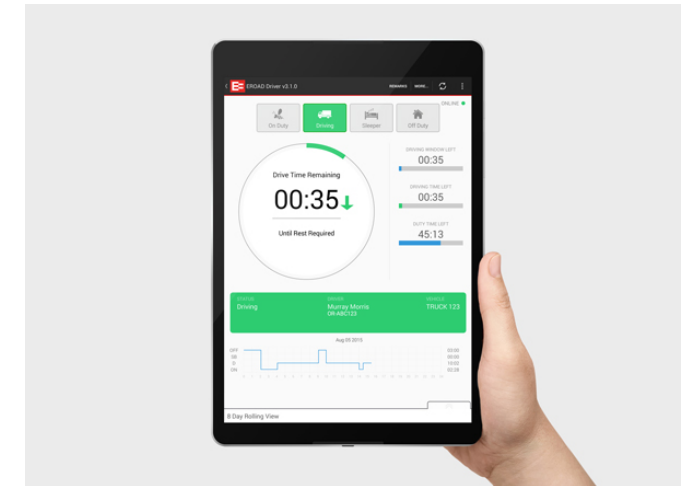 EROAD Driver v3.1.0
REMARKS
MORE...
ONLINE
On Duty
Driving
Sleeper
Off Duty
Drive Time Remaining
00:35
Until Rest Required
DRIVING WINDOW LEFT
00:35
DRIVING TIME LEFT
00:35
DUTY TIME LEFT
45:13
STATUS
Driving
DRIVER
Murray Morris
OR-ABC123
VEHICLE
TRUCK 123
Aug 05 2015
OFF
SB
D
ON
8 Day Rolling View